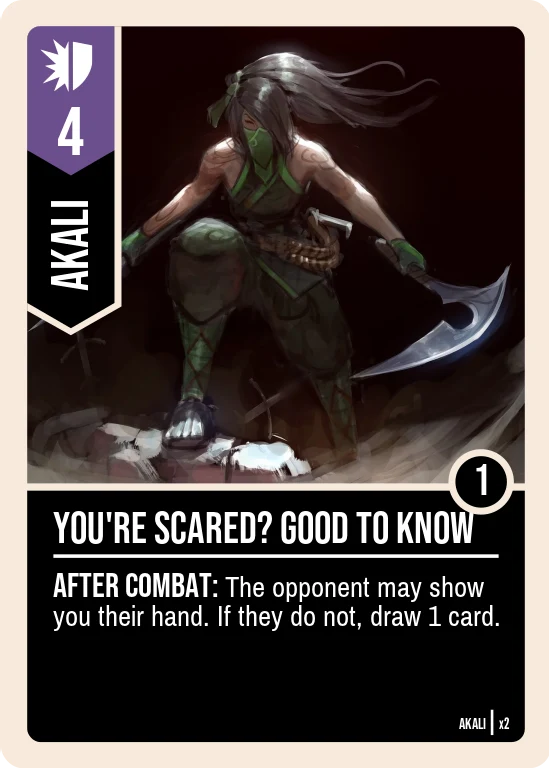 4
AKALI
1
YOU'RE SCARED? GOOD TO KNOW
AFTER COMBAT: The opponent may show
you their hand. If they do not, draw 1 card.
AKALI | x2